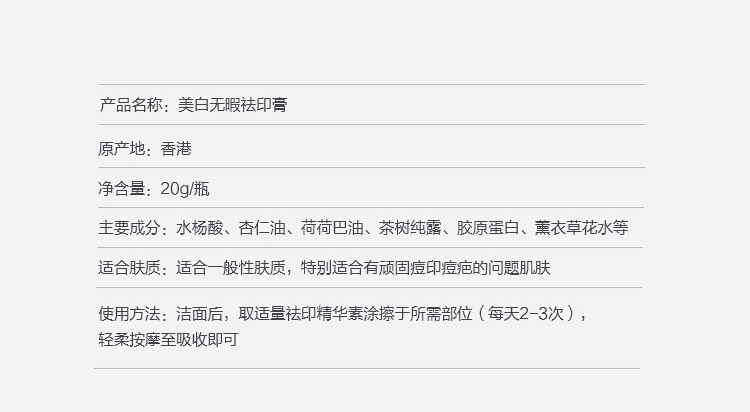 产品名称：美白无暇祛印膏
原产地：香港
净含量：20g/瓶
主要成分：水杨酸、杏仁油、荷荷巴油、茶树纯露、胶原蛋白、薰衣草花水等
适合肤质：适合一般性肤质，特别适合有顽固痘印痘疤的问题肌肤
使用方法：洁面后，取适量祛印精华素涂擦于所需部位（每天2-3次），
轻柔按摩至吸收即可